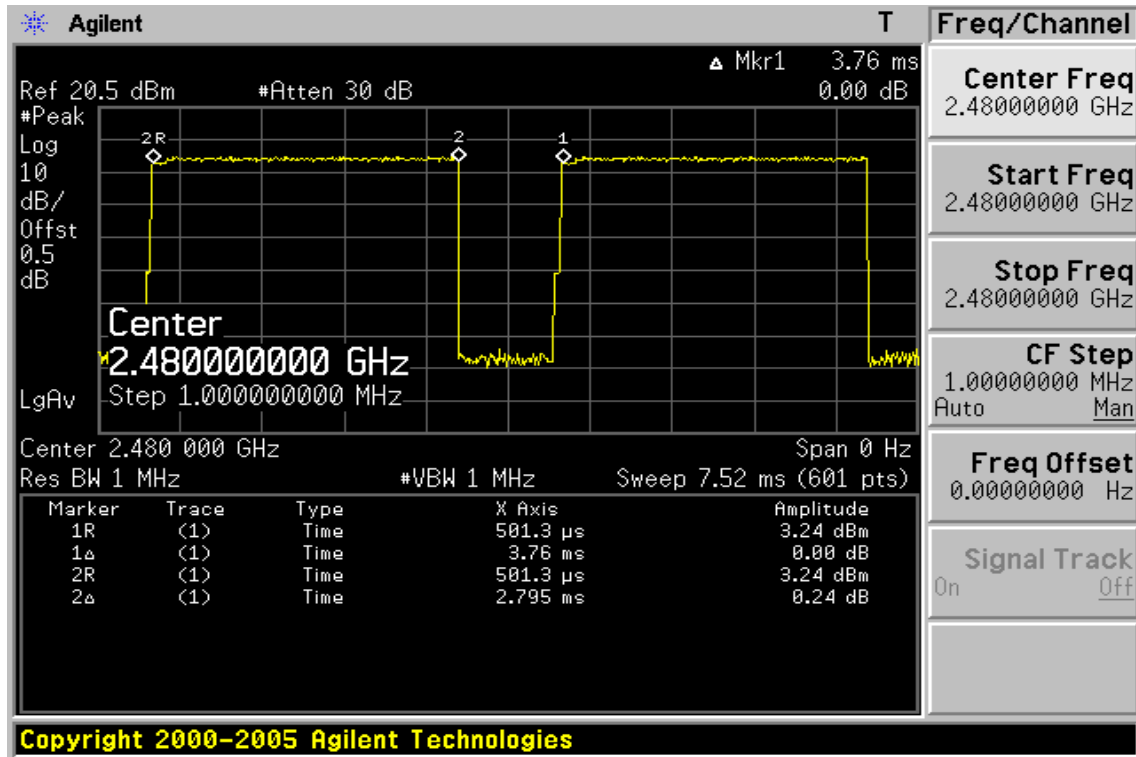 Agilent T
Freq/Channel
▵ Mkr1 3.76 ms
Ref 20.5 dBm #Atten 30 dB 0.00 dB
#Peak
Log
10
dB/
Offst
0.5
dB
2R 2 1
Center
2.480000000 GHz
Step 1.0000000000 MHz
LgAv
Center 2.480 000 GHz Span 0 Hz
Res BW 1 MHz #VBW 1 MHz Sweep 7.52 ms (601 pts)
Marker Trace Type X Axis Amplitude
1R (1) Time 501.3 µs 3.24 dBm
1▵ (1) Time 3.76 ms 0.00 dB
2R (1) Time 501.3 µs 3.24 dBm
2▵ (1) Time 2.795 ms 0.24 dB
Center Freq
2.48000000 GHz
Start Freq
2.48000000 GHz
Stop Freq
2.48000000 GHz
CF Step
1.00000000 MHz
Auto Man
Freq Offset
0.00000000 Hz
Signal Track
On Off
Copyright 2000-2005 Agilent Technologies